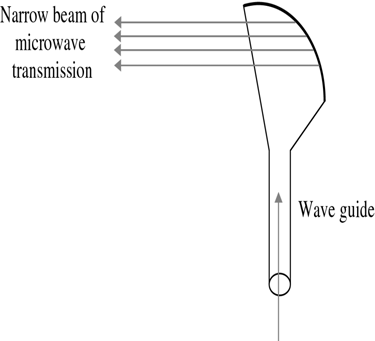 Narrow beam of
microwave
transmission
Wave guide